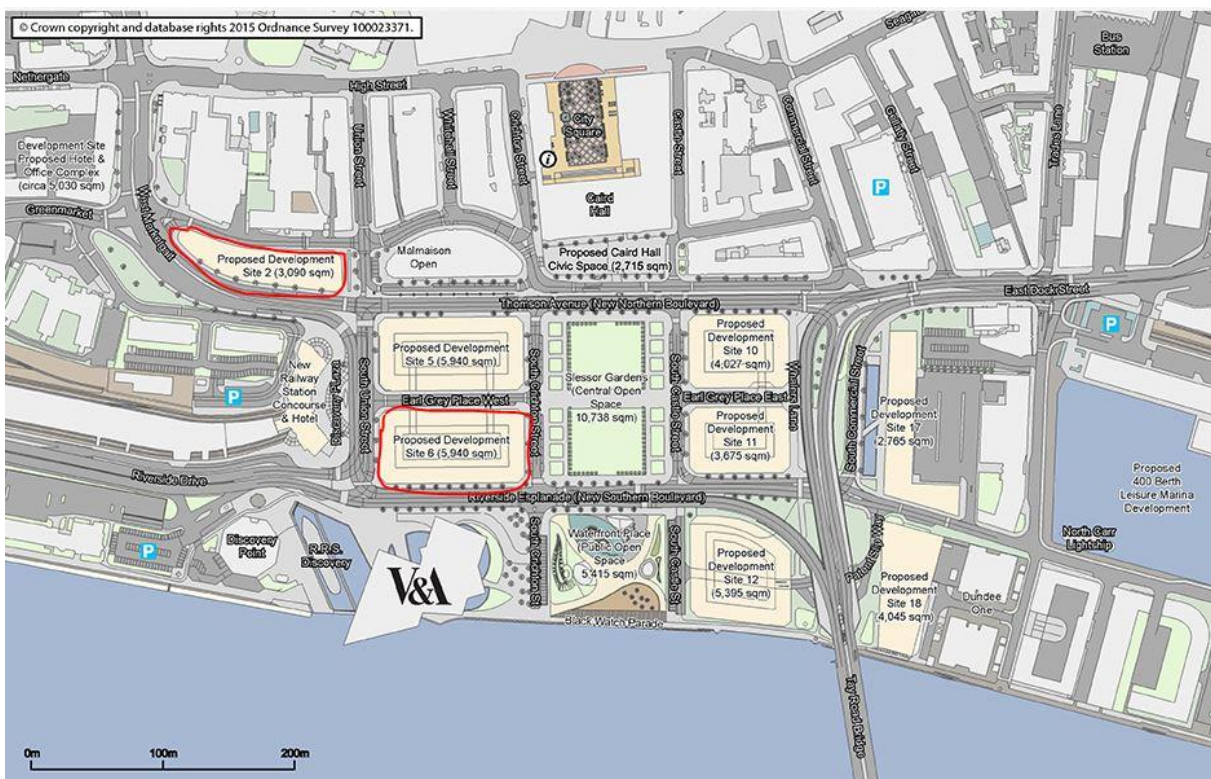 © Crown copyright and database rights 2015 Ordnance Survey 100023371.
Nethergate
High Street
Seagate
Bus
Station
Development Site
Proposed Hotel &
Office Complex
(circa 5,030 sqm)
Greenmarket
West Marketgait
Union Street
Whitehall Street
Crichton Street
City
Square
i
Caird
Hall
Castle Street
Commercial Street
Gellatly Street
P
Trades Lane
Proposed Development
Site 2 (3,090 sqm)
Malmaison
Open
Proposed Caird Hall
Civic Space (2,715 sqm)
Thomson Avenue (New Northern Boulevard)
East Dock Street
P
New
Railway
Station
Concourse
& Hotel
P
Discovery Plaza
South Union Street
Proposed Development
Site 5 (5,940 sqm)
Earl Grey Place West
Proposed Development
Site 6 (5,940 sqm)
South Crichton Street
Slessor Gardens
(Central Open
Space
10,738 sqm)
South Castle Street
Proposed
Development
Site 10
(4,027 sqm)
Earl Grey Place East
Proposed
Development
Site 11
(3,675 sqm)
South Commercial Street
Proposed
Development
Site 17
2,765 sqm)
Proposed
400 Berth
Leisure Marina
Development
Riverside Drive
Riverside Esplanade (New Southern Boulevard)
P
Discovery
Point
R.R.S.
Discovery
V&A
South Crichton St
Waterfront Place
(Public Open
Space
5,415 sqm)
Black Watch Parade
South Castle St
Proposed
Development
Site 12
(5,395 sqm)
Proposed
Development
Site 18
(4,045 sqm)
North Carr
Lightship
Dundee
One
Tay Road Bridge
0m
100m
200m